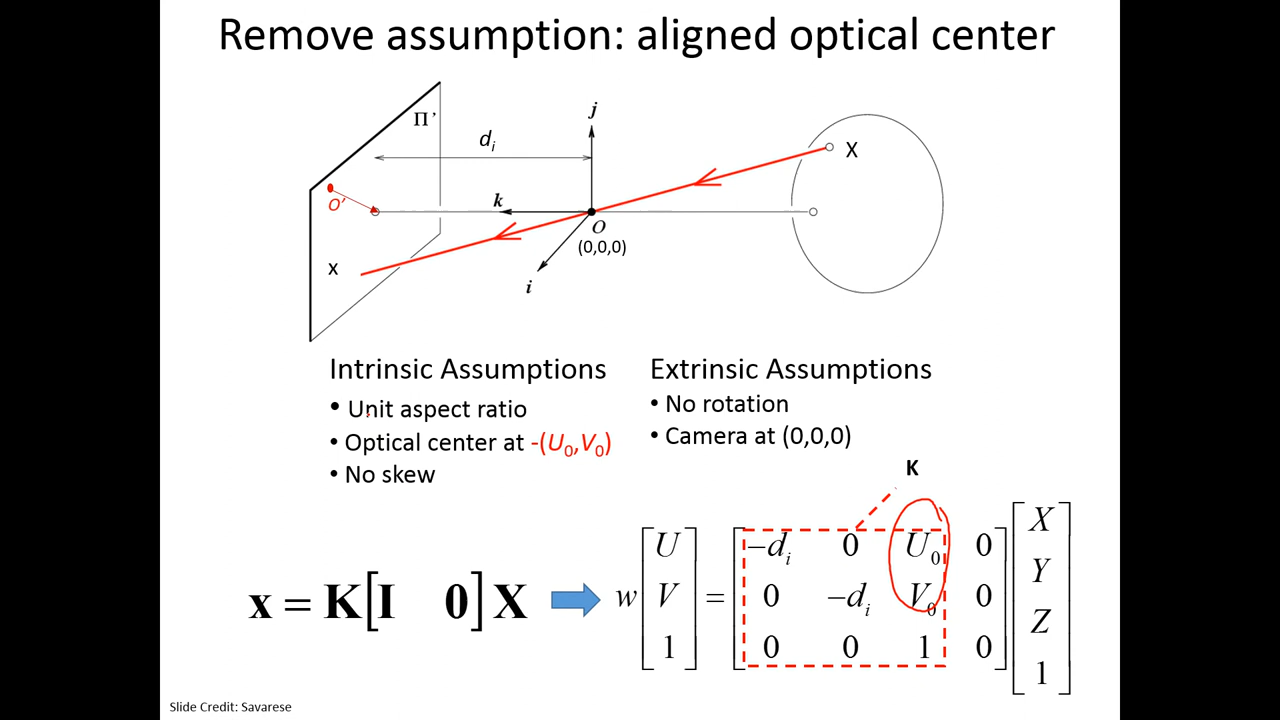 Remove assumption: aligned optical center
Π'
j
d_i
X
k
O'
O
(0,0,0)
x
i
Intrinsic Assumptions
• Unit aspect ratio
• Optical center at -(U_0,V_0)
• No skew
Extrinsic Assumptions
• No rotation
• Camera at (0,0,0)
K
x = K[I 0]X
w [U V 1] = [−d_i 0 U_0 0
0 −d_i V_0 0
0 0 1 0] [X Y Z 1]
Slide Credit: Savarese